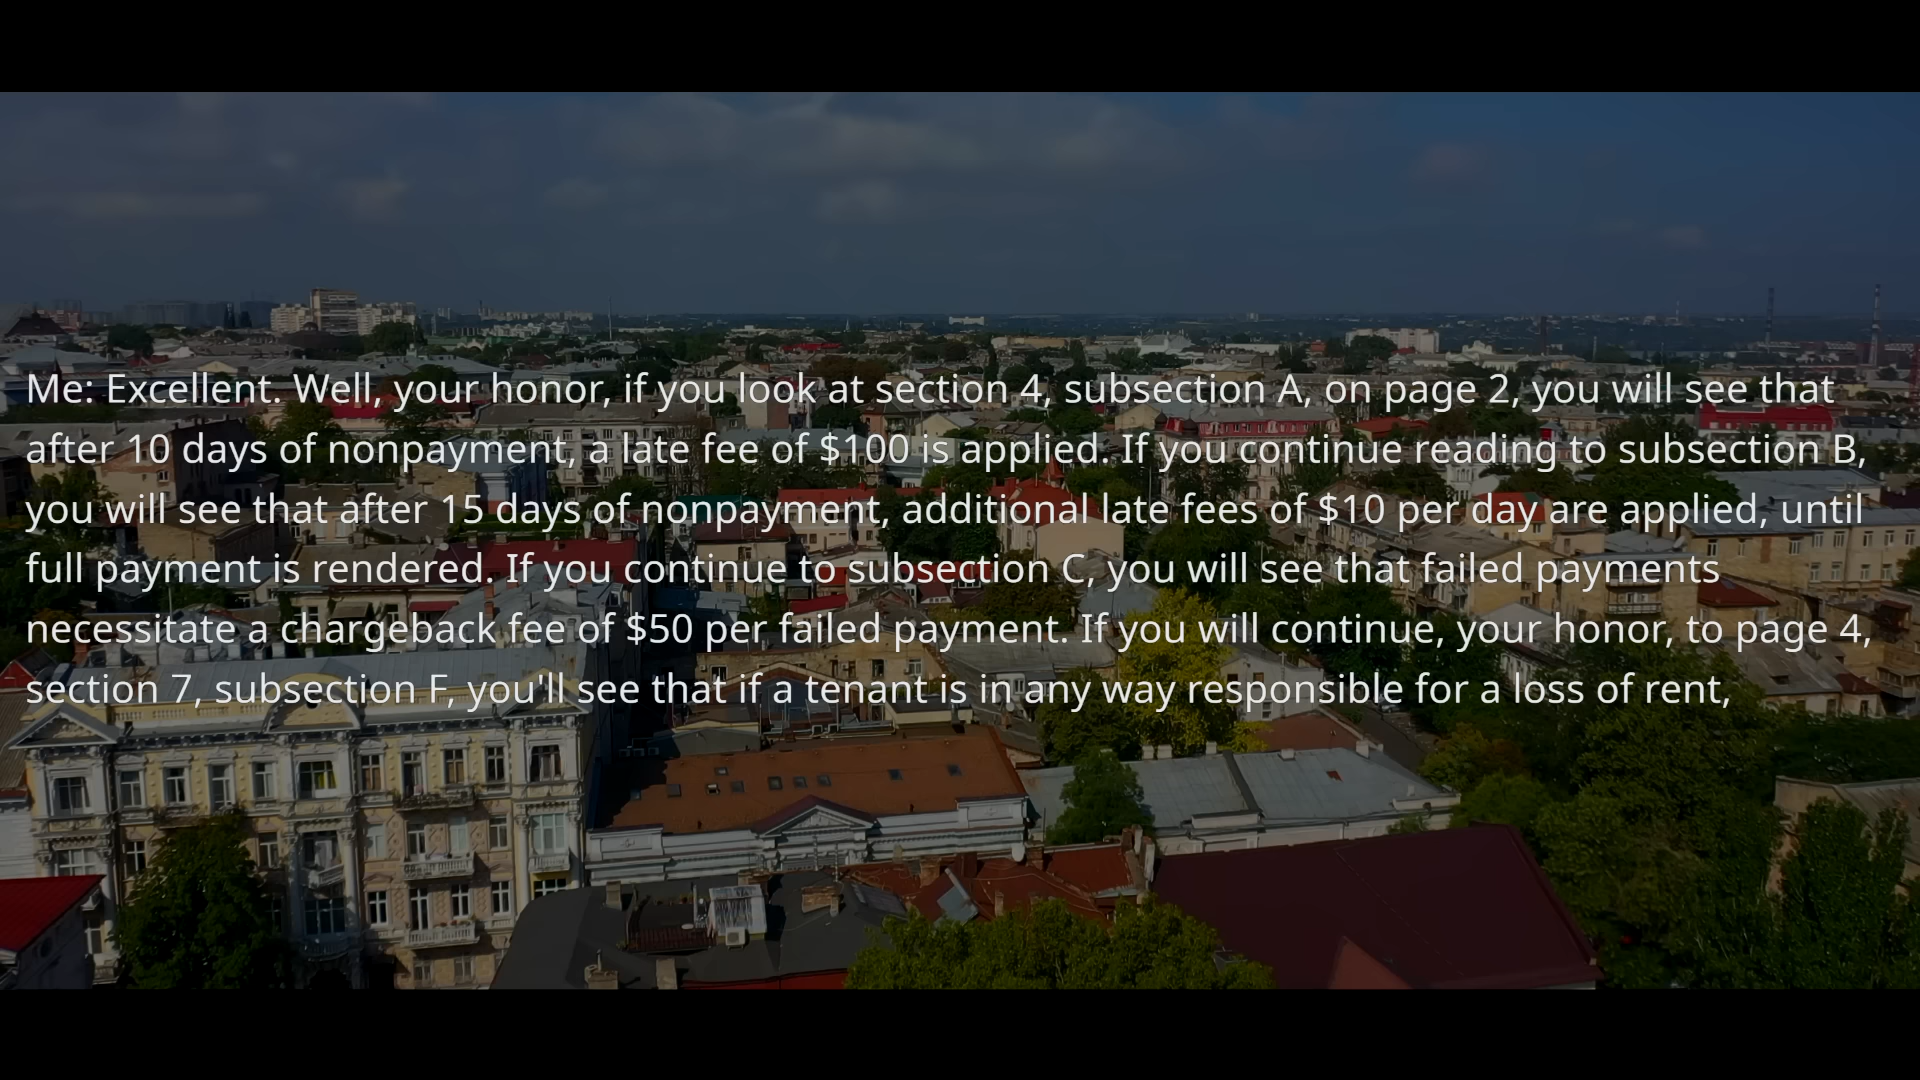 Me: Excellent. Well, your honor, if you look at section 4, subsection A, on page 2, you will see that
after 10 days of nonpayment, a late fee of $100 is applied. If you continue reading to subsection B,
you will see that after 15 days of nonpayment, additional late fees of $10 per day are applied, until
full payment is rendered. If you continue to subsection C, you will see that failed payments
necessitate a chargeback fee of $50 per failed payment. If you will continue, your honor, to page 4,
section 7, subsection F, you'll see that if a tenant is in any way responsible for a loss of rent,